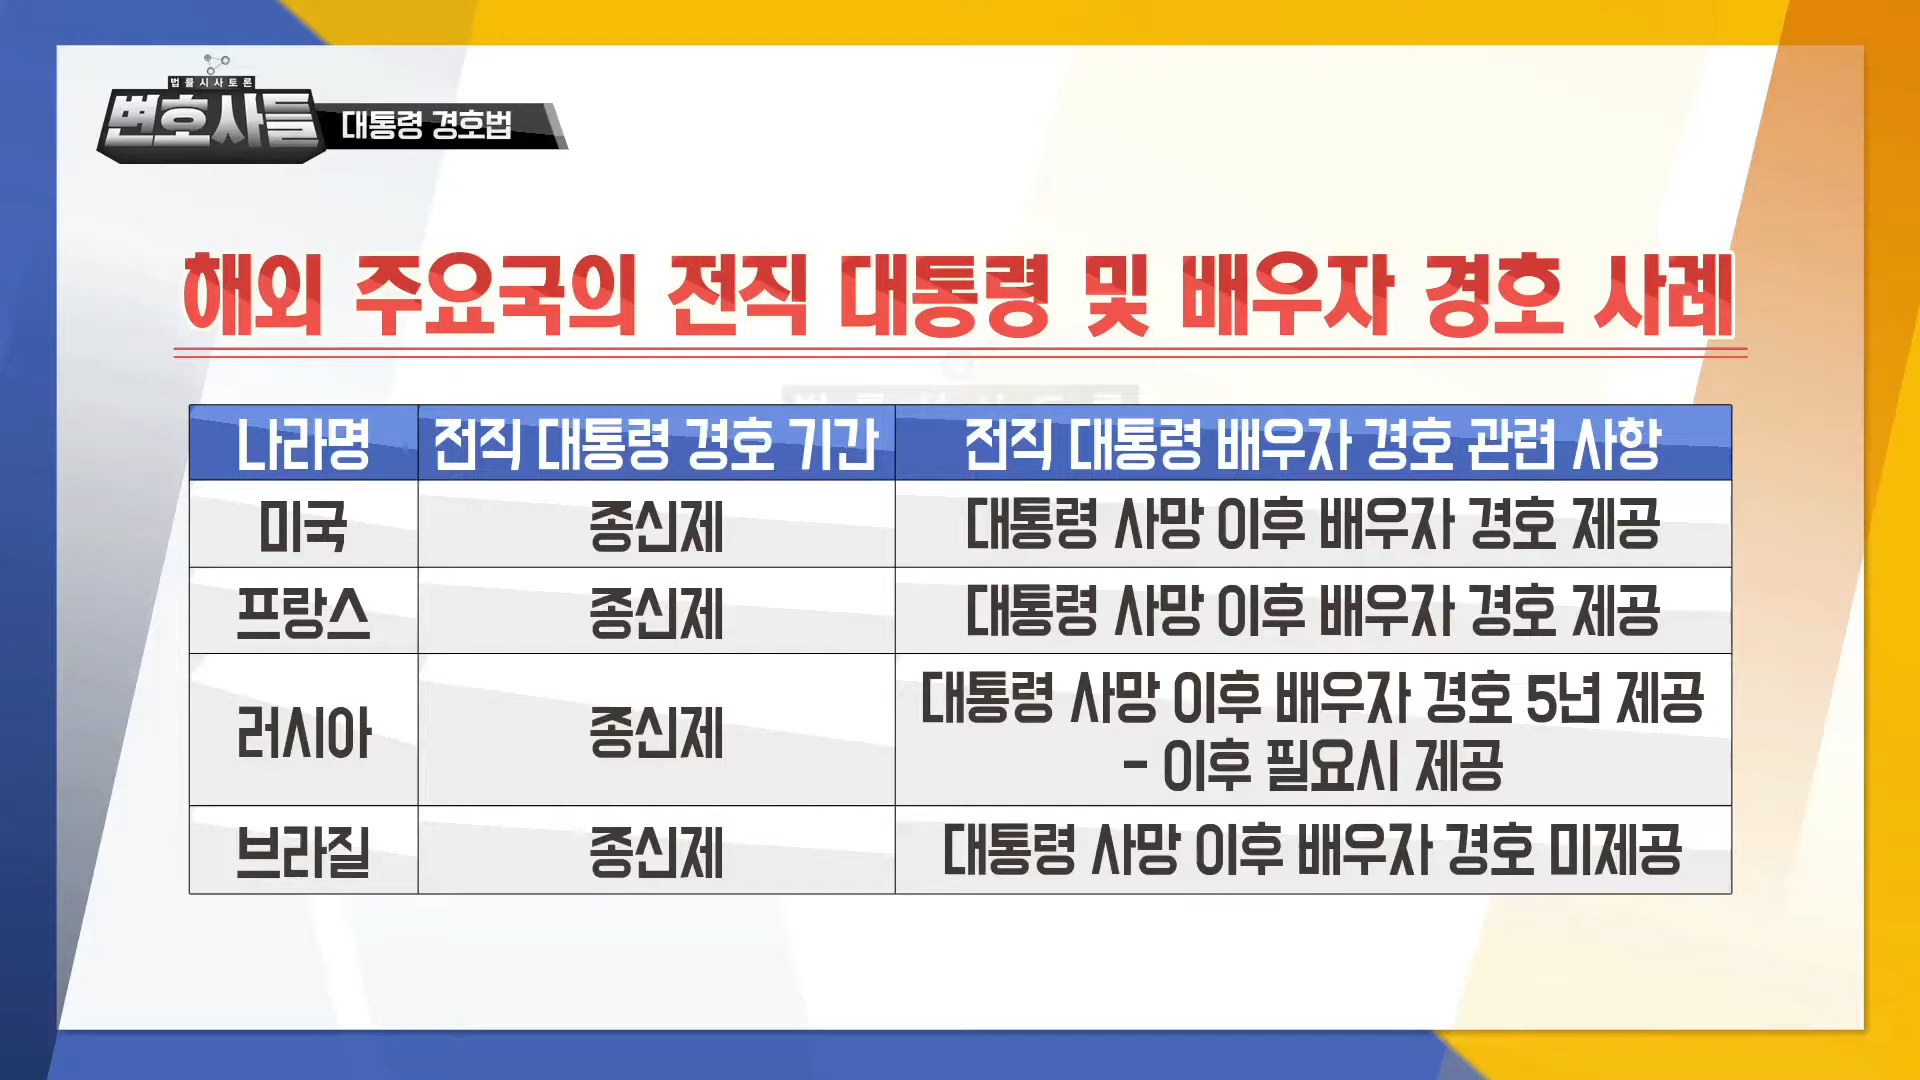 법률시사토론
변호사들
대통령 경호법
해외 주요국의 전직 대통령 및 배우자 경호 사례
나라명 전직 대통령 경호 기간 전직 대통령 배우자 경호 관련 사항
미국 종신제 대통령 사망 이후 배우자 경호 제공
프랑스 종신제 대통령 사망 이후 배우자 경호 제공
러시아 종신제 대통령 사망 이후 배우자 경호 5년 제공
- 이후 필요시 제공
브라질 종신제 대통령 사망 이후 배우자 경호 미제공